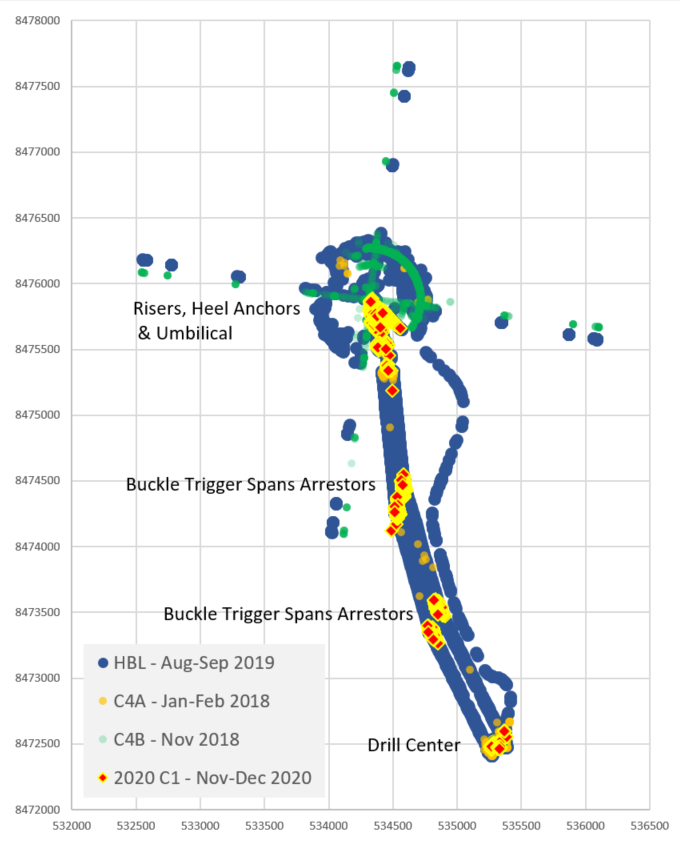 8478000
8477500
8477000
8476500
8476000
Risers, Heel Anchors
& Umbilical
8475500
8475000
8474500
Buckle Trigger Spans Arrestors
8474000
8473500
Buckle Trigger Spans Arrestors
8473000
HBL - Aug-Sep 2019
C4A - Jan-Feb 2018
C4B - Nov 2018
2020 C1 - Nov-Dec 2020
8472500
Drill Center
8472000
532000 532500 533000 533500 534000 534500 535000 535500 536000 536500